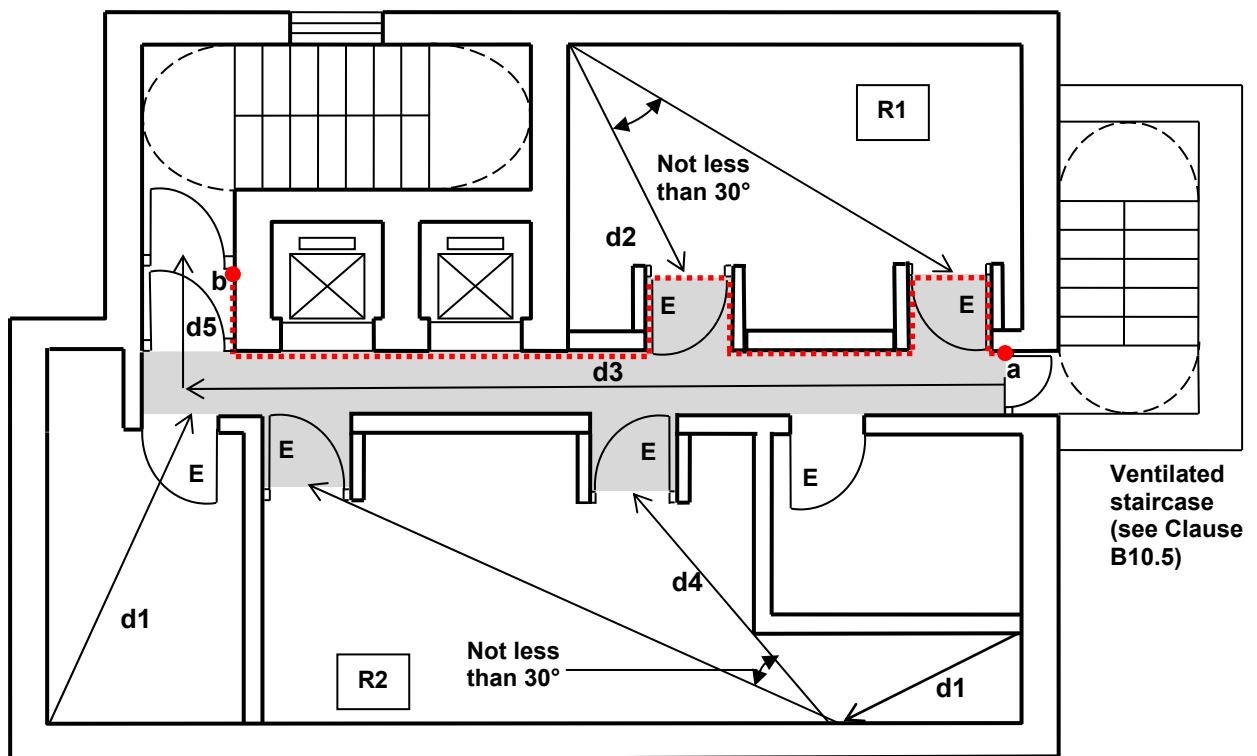 R1
Not less
than 30°
d2
b
E
E
d5
d3
a
E
E
E
E
Ventilated
staircase
(see Clause
B10.5)
d4
d1
Not less
than 30°
R2
d1